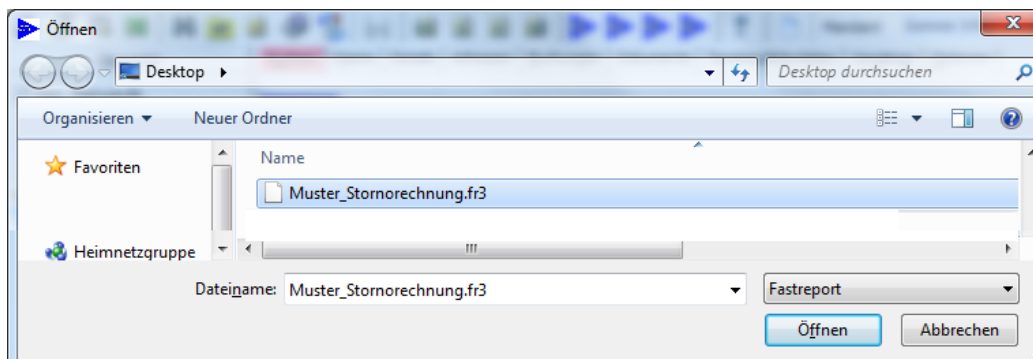 Öffnen
Desktop
Desktop durchsuchen
Organisieren
Neuer Ordner
Favoriten
Name
Muster_Stornorechnung.fr3
Heimnetzgruppe
Dateiname: Muster_Stornorechnung.fr3 Fastreport
Öffnen Abbrechen